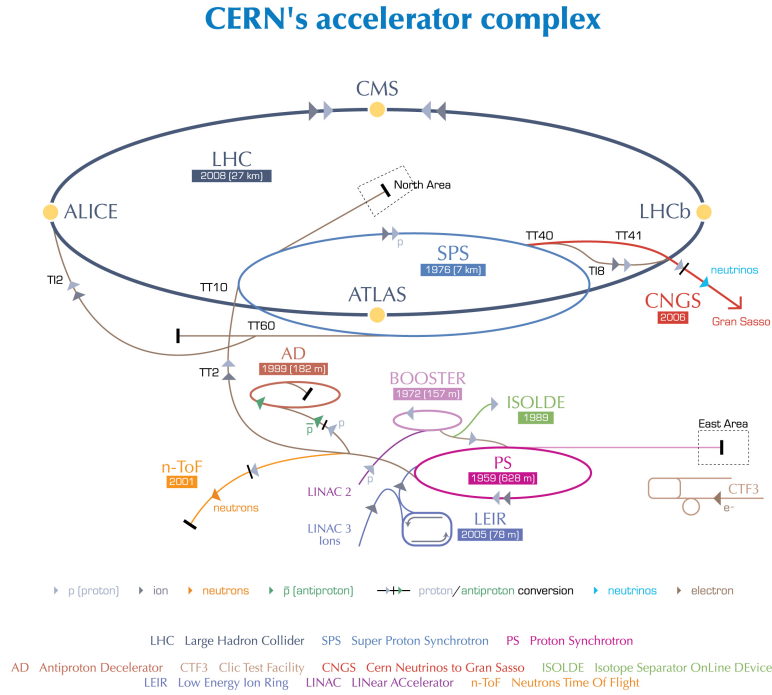 CERN's accelerator complex
CMS
LHC
2008 (27 km)
North Area
ALICE
LHCb
TT40
TT41
SPS
1976 (7 km)
TI8
neutrinos
TI2
TT10
ATLAS
CNGS
2006
Gran Sasso
TT60
AD
1999 (182 m)
TT2
BOOSTER
1972 (157 m)
ISOLDE
1989
p
p
p̅
East Area
n-ToF
2001
p
LINAC 2
PS
1959 (628 m)
CTF3
e-
neutrons
LINAC 3
Ions
LEIR
2005 (78 m)
p (proton) ion neutrons p̅ (antiproton) proton/antiproton conversion neutrinos electron
LHC Large Hadron Collider SPS Super Proton Synchrotron PS Proton Synchrotron
AD Antiproton Decelerator CTF3 Clic Test Facility CNGS Cern Neutrinos to Gran Sasso ISOLDE Isotope Separator OnLine DEvice
LEIR Low Energy Ion Ring LINAC LINear ACcelerator n-ToF Neutrons Time Of Flight